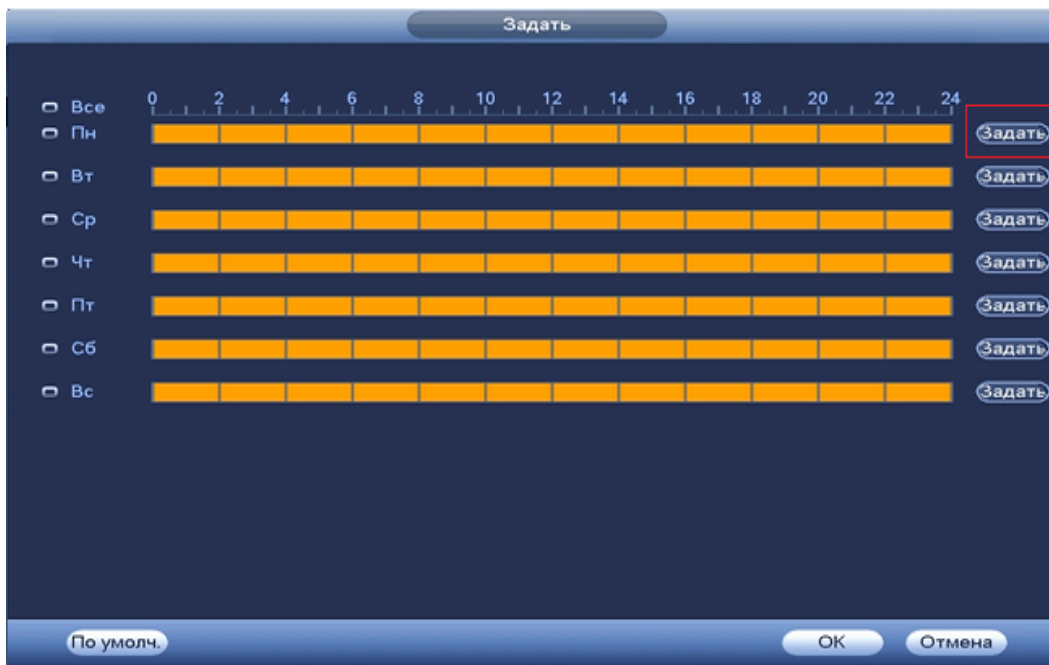 Задать
Все 0 2 4 6 8 10 12 14 16 18 20 22 24
Пн Задать
Вт Задать
Ср Задать
Чт Задать
Пт Задать
Сб Задать
Вс Задать
По умолч. OK Отмена